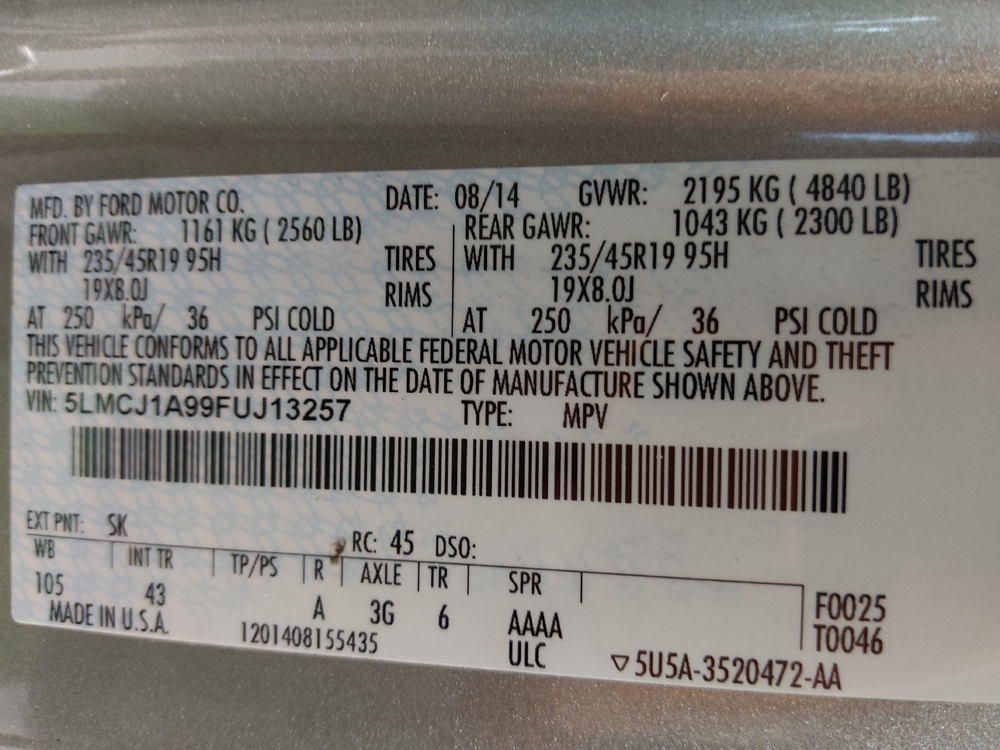 MFD. BY FORD MOTOR CO. DATE: 08/14 GVWR: 2195 KG ( 4840 LB)
FRONT GAWR: 1161 KG ( 2560 LB) REAR GAWR: 1043 KG ( 2300 LB)
WITH 235/45R19 95H TIRES WITH 235/45R19 95H TIRES
19X8.0J RIMS 19X8.0J RIMS
AT 250 kPa/ 36 PSI COLD AT 250 kPa/ 36 PSI COLD
THIS VEHICLE CONFORMS TO ALL APPLICABLE FEDERAL MOTOR VEHICLE SAFETY AND THEFT
PREVENTION STANDARDS IN EFFECT ON THE DATE OF MANUFACTURE SHOWN ABOVE.
VIN: 5LMCJ1A99FUJ13257 TYPE: MPV
EXT PNT: SK RC: 45 DSO:
WB INT TR TP/PS R AXLE TR SPR
105 43 A 3G 6 AAAA F0025
MADE IN U.S.A. 1201408155435 ULC T0046
▽5U5A-3520472-AA